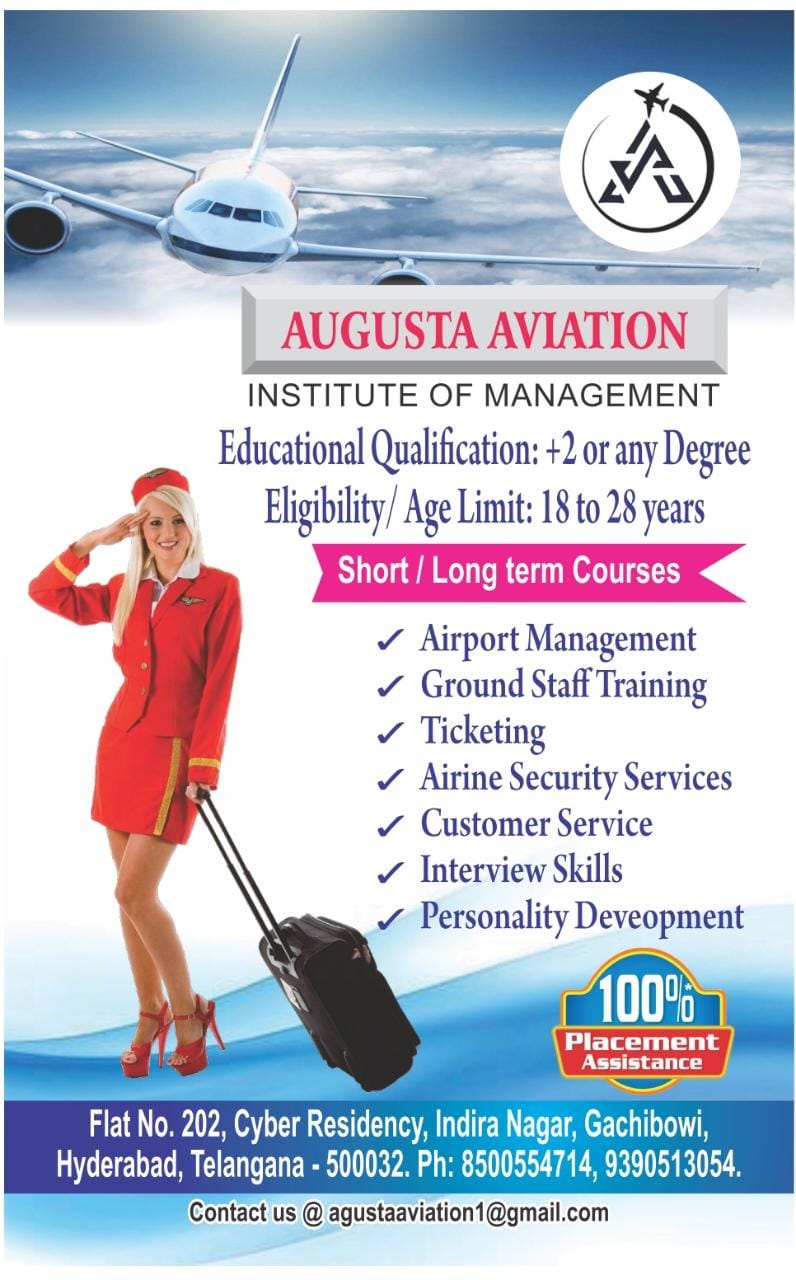 AUGUSTA AVIATION
INSTITUTE OF MANAGEMENT
Educational Qualification: +2 or any Degree
Eligibility/ Age Limit: 18 to 28 years
Short / Long term Courses
✓ Airport Management
✓ Ground Staff Training
✓ Ticketing
✓ Airine Security Services
✓ Customer Service
✓ Interview Skills
✓ Personality Deveopment
100%*
Placement
Assistance
Flat No. 202, Cyber Residency, Indira Nagar, Gachibowi,
Hyderabad, Telangana - 500032. Ph: 8500554714, 9390513054.
Contact us @ agustaaviation1@gmail.com